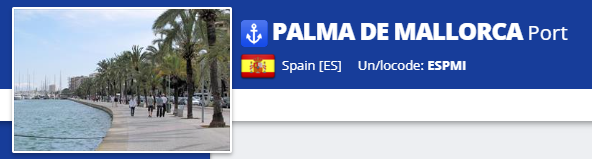 PALMA DE MALLORCA Port
Spain [ES] Un/locode: ESPMI